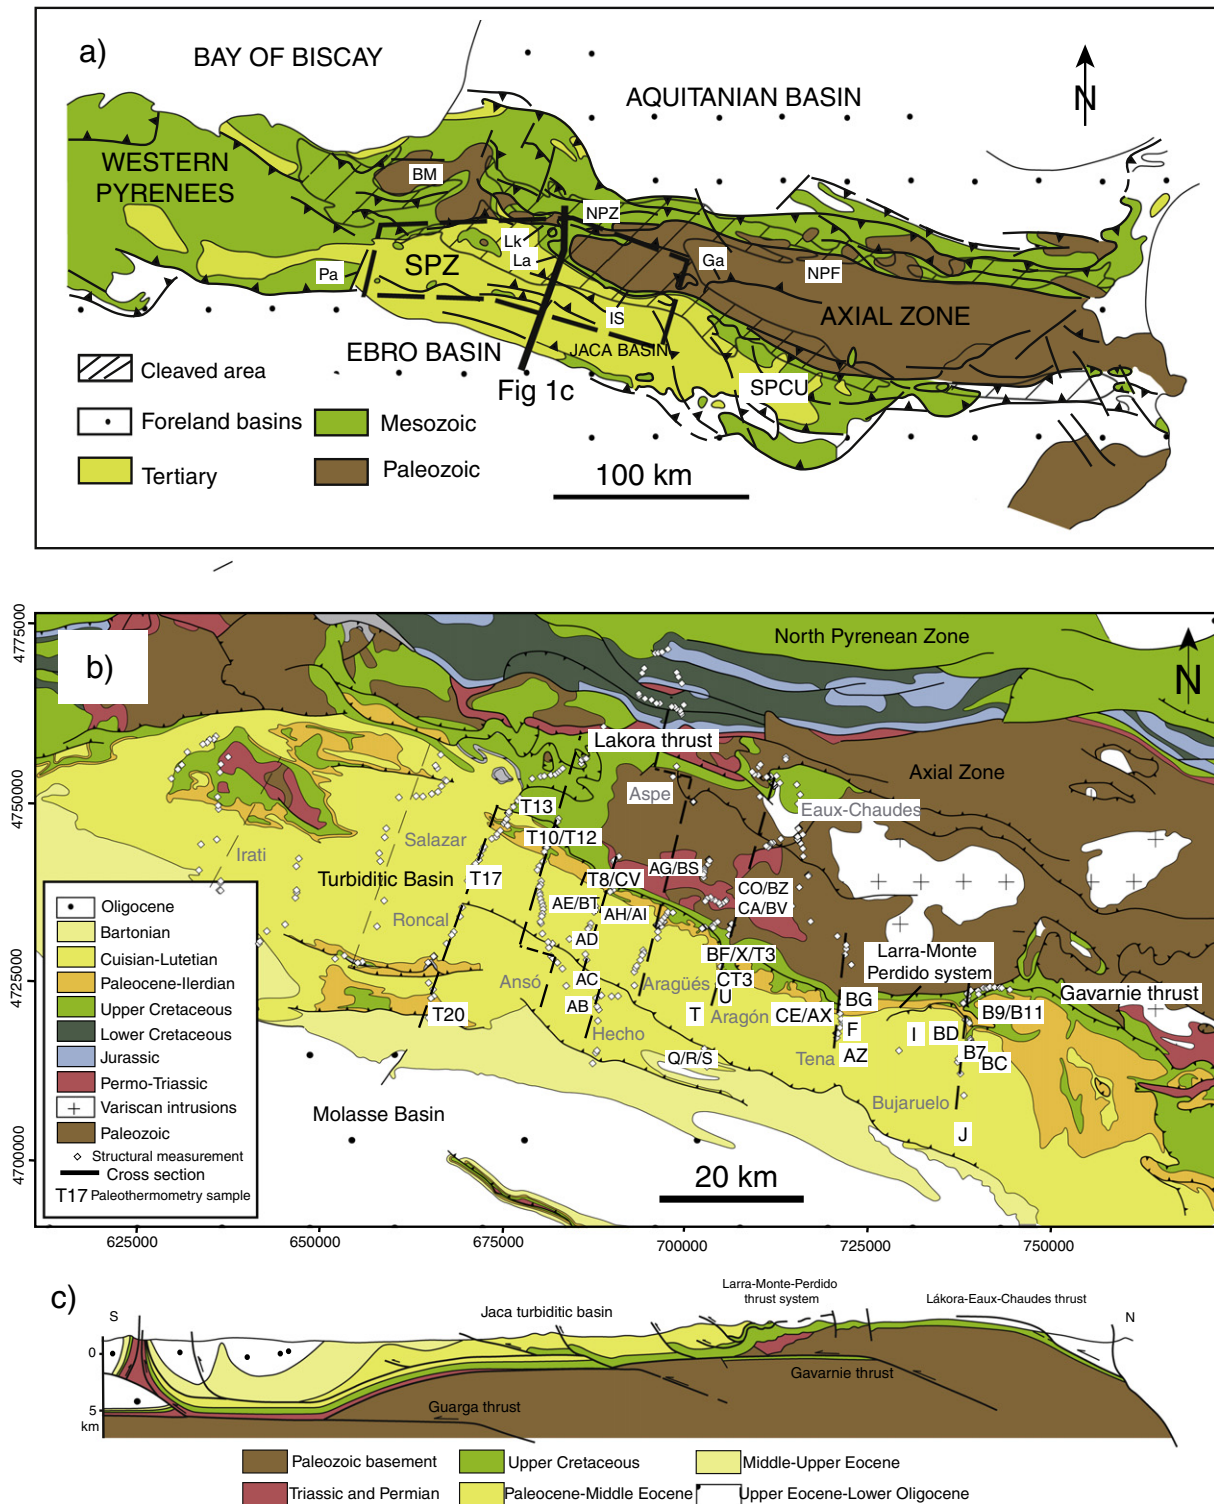 a)
BAY OF BISCAY
AQUITANIAN BASIN
N
WESTERN
PYRENEES
BM
NPZ
Lk
La
Ga
Pa
SPZ
NPF
IS
AXIAL ZONE
EBRO BASIN
JACA BASIN
Fig 1c
SPCU
Cleaved area
Foreland basins
Mesozoic
Tertiary
Paleozoic
100 km
b)
4775000
4750000
4725000
4700000
North Pyrenean Zone
N
Lakora thrust
Axial Zone
Aspe
Eaux-Chaudes
T13
Salazar
T10/T12
Irati
T17
Turbiditic Basin
T8/CV
AG/BS
CO/BZ
CA/BV
AE/BT
AH/AI
Roncal
AD
BF/X/T3
Larra-Monte
Perdido system
Ansó
AC
Aragüés
CT3
U
Gavarnie thrust
AB
T
Aragón
CE/AX
BG
B9/B11
T20
Hecho
F
I
BD
Q/R/S
Tena
AZ
B7
BC
Bujaruelo
Molasse Basin
J
20 km
Oligocene
Bartonian
Cuisian-Lutetian
Paleocene-Ilerdian
Upper Cretaceous
Lower Cretaceous
Jurassic
Permo-Triassic
Variscan intrusions
Paleozoic
Structural measurement
Cross section
T17 Paleothermometry sample
625000
650000
675000
700000
725000
750000
c)
S
Jaca turbiditic basin
Larra-Monte-Perdido
thrust system
Lákora-Eaux-Chaudes thrust
N
0
5
km
Gavarnie thrust
Guarga thrust
Paleozoic basement
Upper Cretaceous
Middle-Upper Eocene
Triassic and Permian
Paleocene-Middle Eocene
Upper Eocene-Lower Oligocene